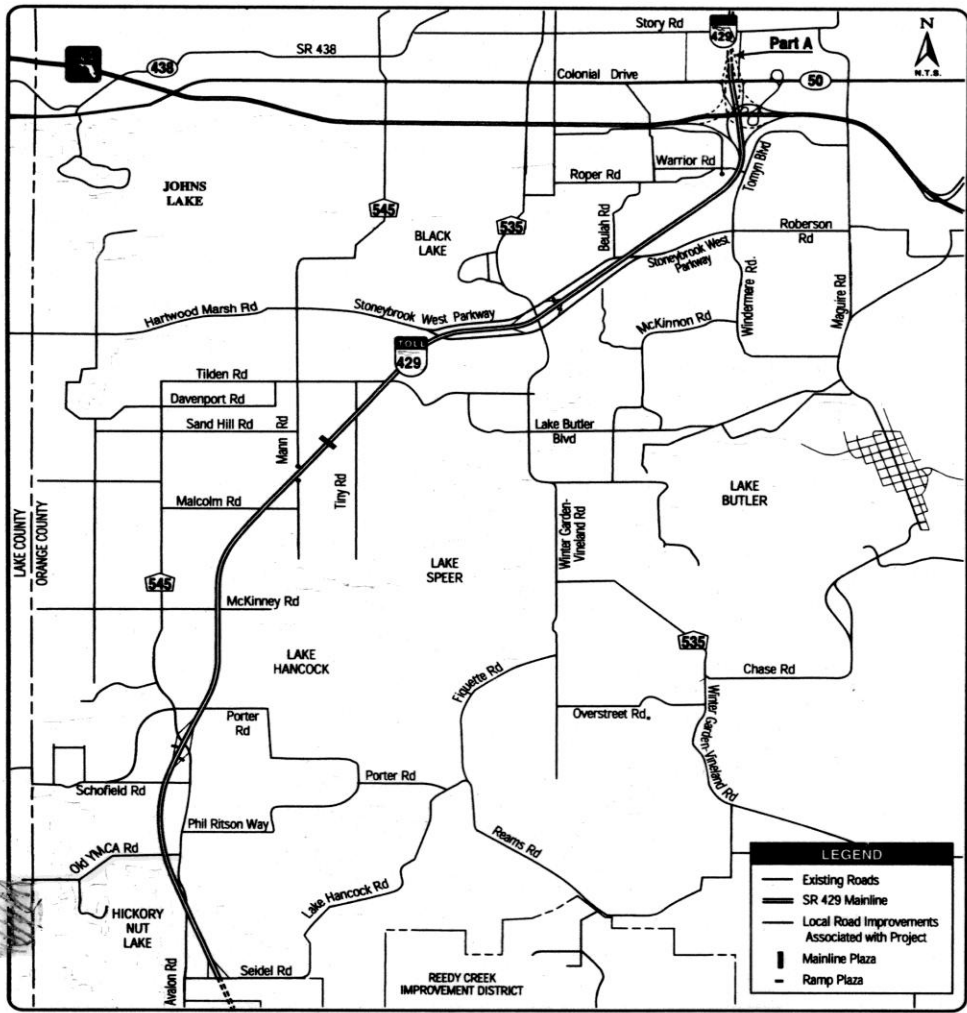 Story Rd
429
N
Part A
N.T.S.
SR 438
438
Colonial Drive
50
Warrior Rd
Tomyn Blvd
Roper Rd
JOHNS
LAKE
545
BLACK
LAKE
535
Beulah Rd
Roberson
Rd
Stoneybrook West
Parkway
Windermere Rd.
Maguire Rd
Hartwood Marsh Rd
Stoneybrook West Parkway
McKinnon Rd
TOLL
429
Tilden Rd
Davenport Rd
Sand Hill Rd
Mann Rd
Lake Butler
Blvd
Tiny Rd
Malcolm Rd
LAKE
BUTLER
Winter Garden-
Vineland Rd
LAKE COUNTY
ORANGE COUNTY
LAKE
SPEER
545
McKinney Rd
535
LAKE
HANCOCK
Chase Rd
Fiquette Rd
Porter
Rd
Overstreet Rd.
Winter Garden-Vineland Rd
Schofield Rd
Porter Rd
Phil Ritson Way
Reams Rd
Old YMCA Rd
Lake Hancock Rd
HICKORY
NUT
LAKE
Avalon Rd
Seidel Rd
REEDY CREEK
IMPROVEMENT DISTRICT
LEGEND
Existing Roads
SR 429 Mainline
Local Road Improvements
Associated with Project
Mainline Plaza
Ramp Plaza